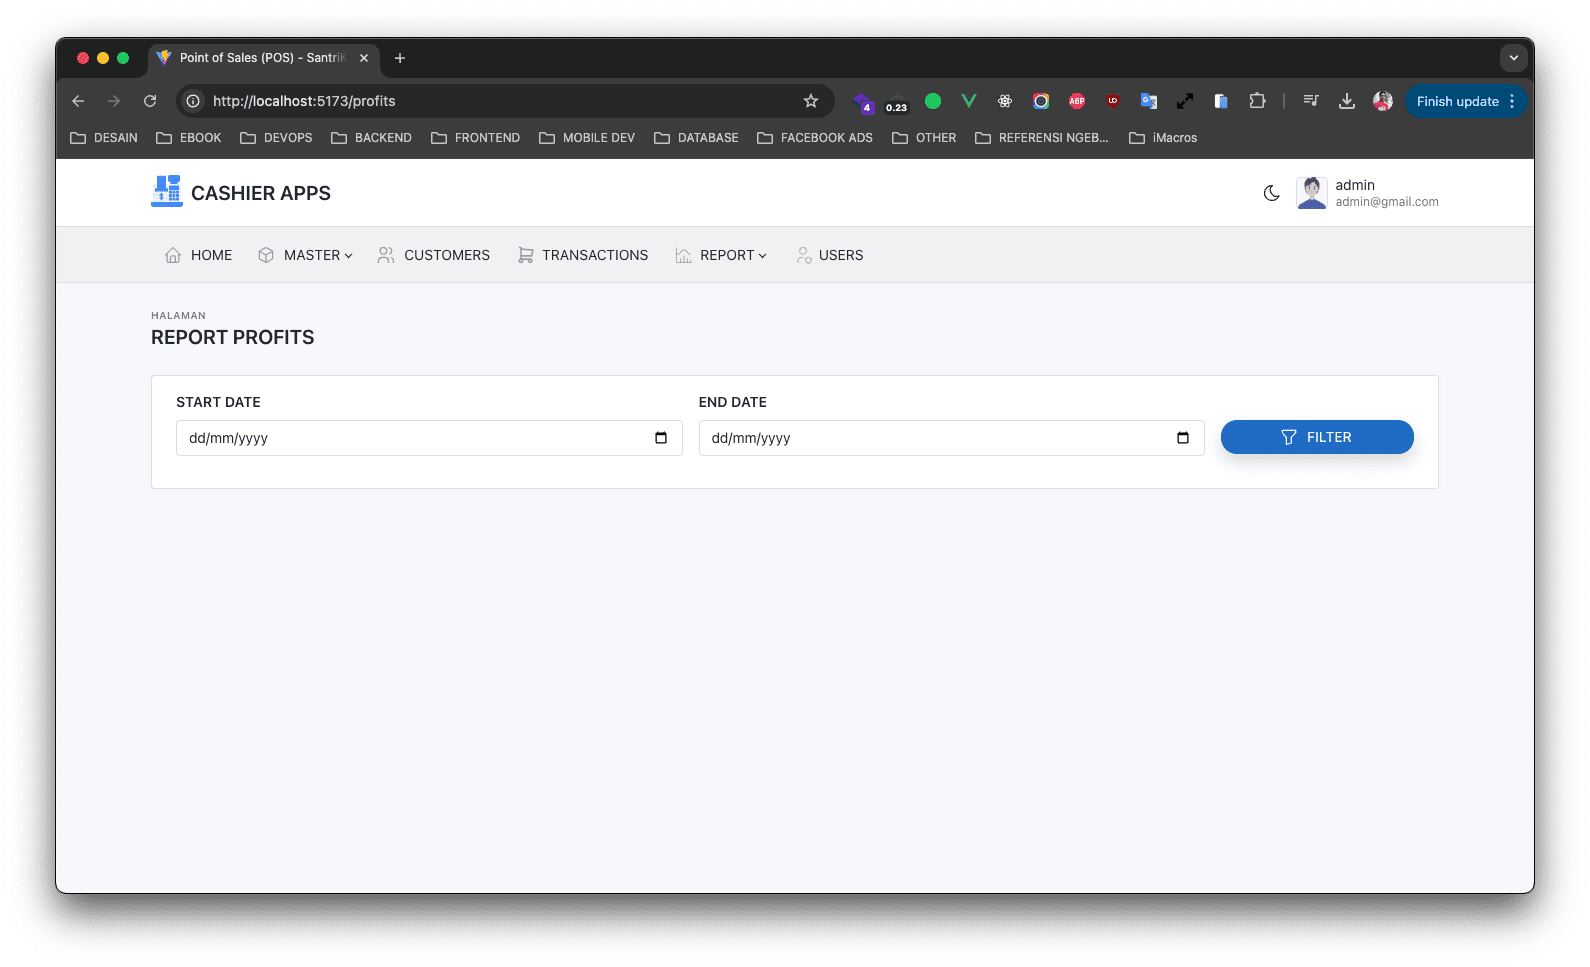 Point of Sales (POS) - Santri
http://localhost:5173/profits
4
0.23
ABP
Finish update
DESAIN
EBOOK
DEVOPS
BACKEND
FRONTEND
MOBILE DEV
DATABASE
FACEBOOK ADS
OTHER
REFERENSI NGEB...
iMacros
CASHIER APPS
admin
admin@gmail.com
HOME
MASTER
CUSTOMERS
TRANSACTIONS
REPORT
USERS
HALAMAN
REPORT PROFITS
START DATE
END DATE
dd/mm/yyyy
dd/mm/yyyy
FILTER